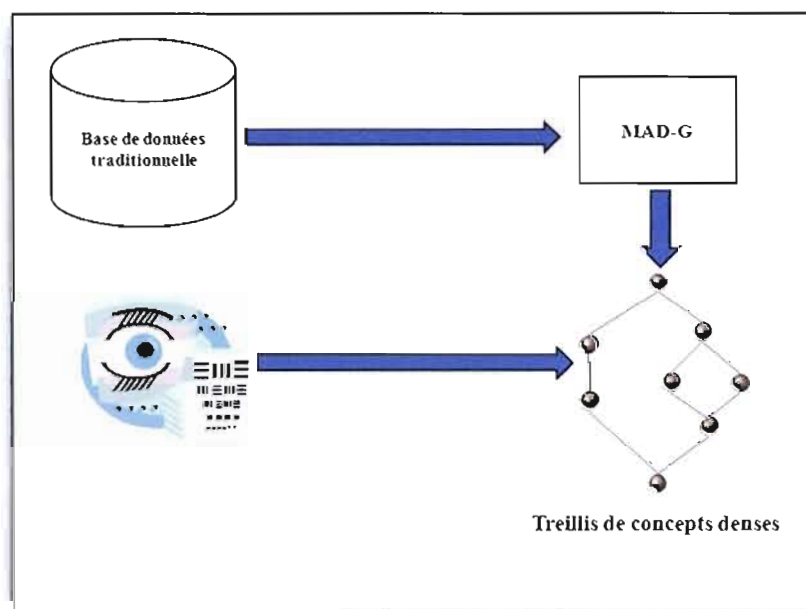 Base de données
traditionnelle
MAD-G
Treillis de concepts denses